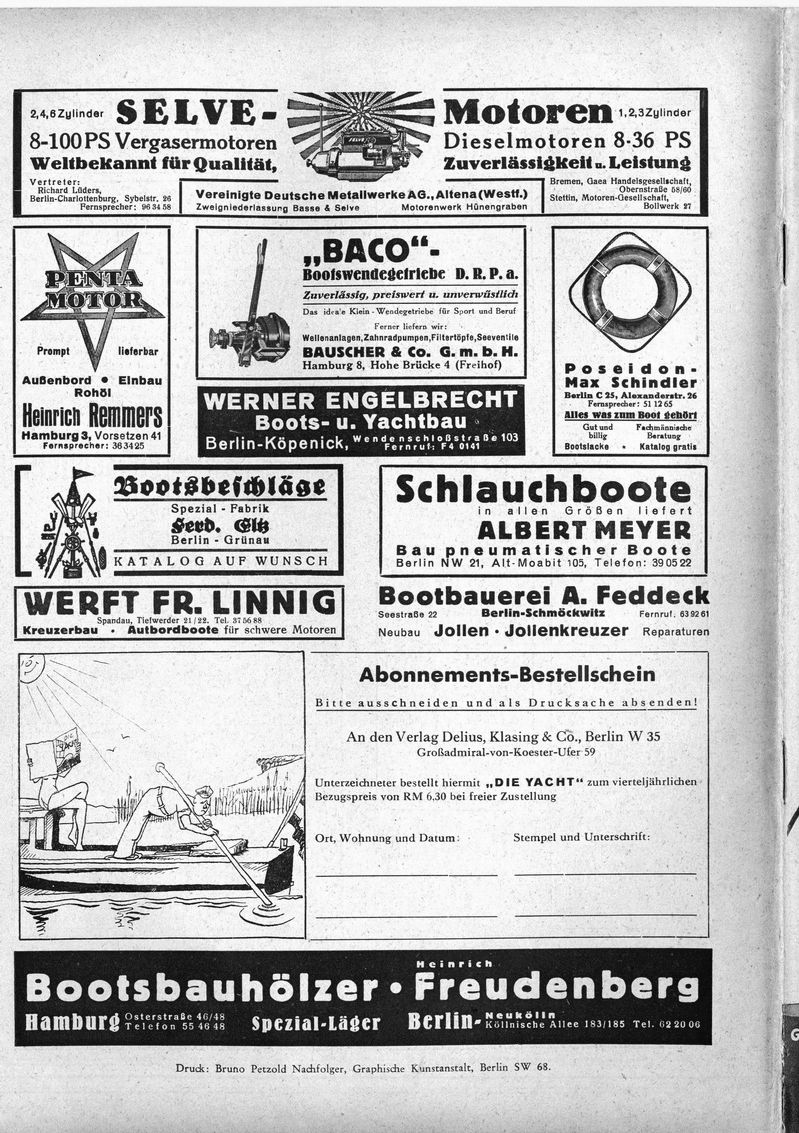 2,4,6 Zylinder SELVE- Motoren 1,2,3 Zylinder
8-100 PS Vergasermotoren Dieselmotoren 8-36 PS
Weltbekannt für Qualität, Zuverlässigkeit u. Leistung
Vertreter:
Richard Lüders,
Berlin-Charlottenburg, Sybelstr. 26
Fernsprecher: 96 34 58
Vereinigte Deutsche Metallwerke AG., Altena (Westf.)
Zweigniederlassung Basse & Selve Motorenwerk Hünengraben
Bremen, Gaea Handelsgesellschaft,
Obernstraße 58/60
Stettin, Motoren-Gesellschaft,
Bollwerk 27
PENTA
MOTOR
Prompt lieferbar
Außenbord • Einbau
Rohöl
Heinrich Remmers
Hamburg 3, Vorsetzen 41
Fernsprecher: 36 34 25
„BACO“-
Bootswendegetriebe D. R. P. a.
Zuverlässig, preiswert u. unverwüstlich
Das ideale Klein-Wendegetriebe für Sport und Beruf
Ferner liefern wir:
Wellenanlagen, Zahnradpumpen, Filtertöpfe, Seeventile
BAUSCHER & Co. G. m. b. H.
Hamburg 8, Hohe Brücke 4 (Freihof)
WERNER ENGELBRECHT
Boots- u. Yachtbau
Berlin-Köpenick, Wendenschloßstraße 103
Fernruf: F4 0141
Poseidon-
Max Schindler
Berlin C 25, Alexanderstr. 26
Fernsprecher: 51 12 65
Alles was zum Boot gehört
Gut und billig Fachmännische Beratung
Bootslacke • Katalog gratis
Bootsbeschläge
Spezial-Fabrik
Ferd. Eltz
Berlin - Grünau
KATALOG AUF WUNSCH
Schlauchboote
in allen Größen liefert
ALBERT MEYER
Bau pneumatischer Boote
Berlin NW 21, Alt-Moabit 105, Telefon: 39 05 22
WERFT FR. LINNIG
Spandau, Tiefwerder 21/22. Tel. 37 56 88
Kreuzerbau • Autbordboote für schwere Motoren
Bootbauerei A. Feddeck
Seestraße 22 Berlin-Schmöckwitz Fernruf: 63 92 61
Neubau Jollen • Jollenkreuzer Reparaturen
DIE
YACHT
Abonnements-Bestellschein
Bitte ausschneiden und als Drucksache absenden!
An den Verlag Delius, Klasing & Co., Berlin W 35
Großadmiral-von-Koester-Ufer 59
Unterzeichneter bestellt hiermit „DIE YACHT“ zum vierteljährlichen
Bezugspreis von RM 6,30 bei freier Zustellung
Ort, Wohnung und Datum: Stempel und Unterschrift:
Heinrich
Bootsbauhölzer • Freudenberg
Hamburg Osterstraße 46/48 Telefon 55 46 48 Spezial-Läger Berlin-Neukölln Köllnische Allee 183/185 Tel. 62 20 06
Druck: Bruno Petzold Nachfolger, Graphische Kunstanstalt, Berlin SW 68.